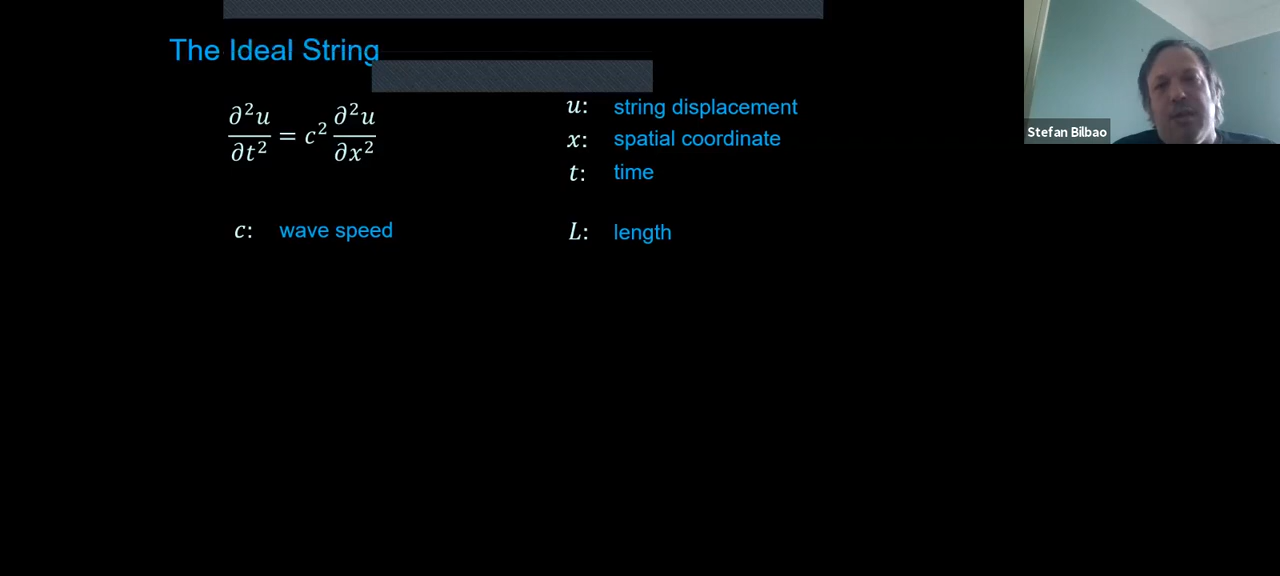 The Ideal String
∂²u/∂t² = c² ∂²u/∂x²
u: string displacement
x: spatial coordinate
t: time
c: wave speed
L: length
Stefan Bilbao